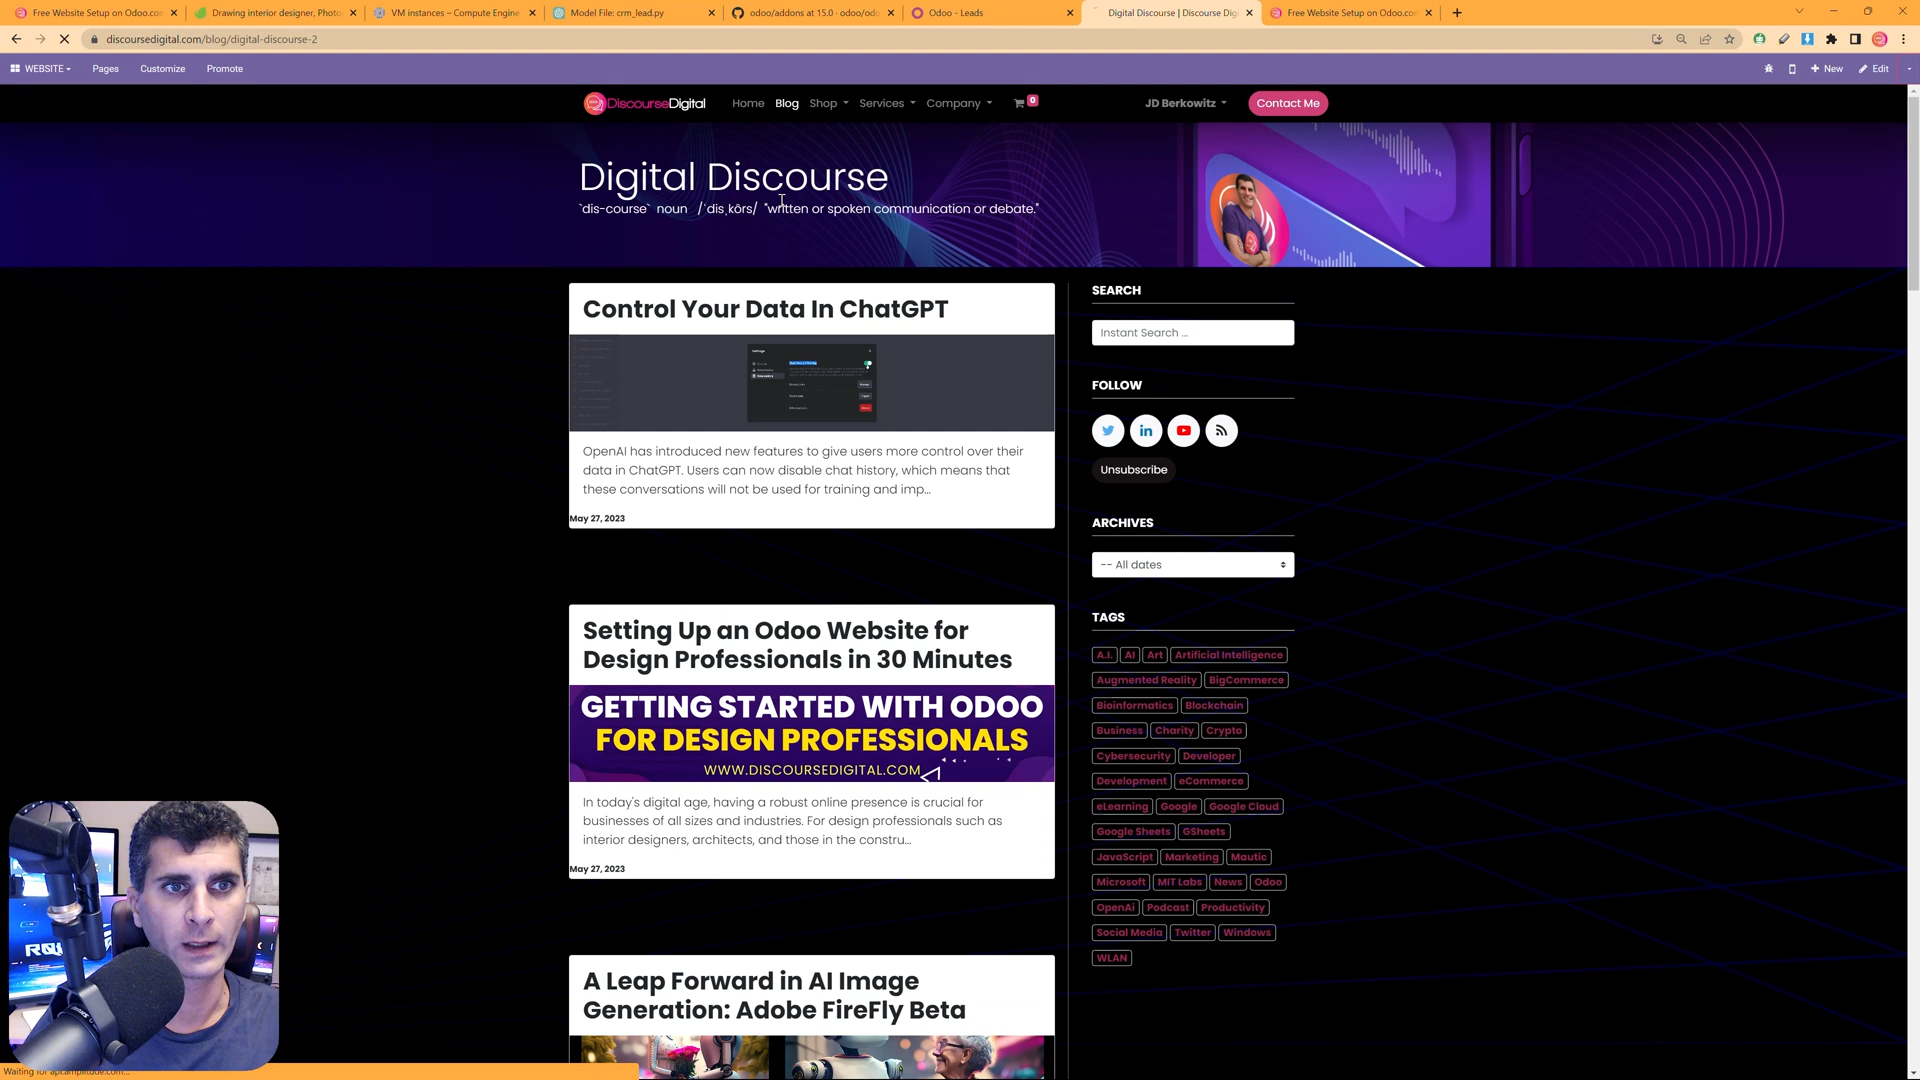 Free Website Setup on Odoo.com
Drawing interior designer, Photo
VM instances – Compute Engine
Model File: crm_lead.py
odoo/addons at 15.0 · odoo/odo
Odoo - Leads
Digital Discourse | Discourse Dig
Free Website Setup on Odoo.com
discoursedigital.com/blog/digital-discourse-2
WEBSITE Pages Customize Promote
New Edit
DiscourseDigital Home Blog Shop Services Company 0 JD Berkowitz Contact Me
Digital Discourse
`dis-course` noun /ˈdisˌkôrs/ "written or spoken communication or debate."
Control Your Data In ChatGPT
OpenAI has introduced new features to give users more control over their
data in ChatGPT. Users can now disable chat history, which means that
these conversations will not be used for training and imp...
May 27, 2023
Setting Up an Odoo Website for
Design Professionals in 30 Minutes
GETTING STARTED WITH ODOO
FOR DESIGN PROFESSIONALS
WWW.DISCOURSEDIGITAL.COM
In today's digital age, having a robust online presence is crucial for
businesses of all sizes and industries. For design professionals such as
interior designers, architects, and those in the constru...
May 27, 2023
A Leap Forward in AI Image
Generation: Adobe FireFly Beta
SEARCH
Instant Search ...
FOLLOW
Unsubscribe
ARCHIVES
-- All dates
TAGS
A.I. AI Art Artificial Intelligence
Augmented Reality BigCommerce
Bioinformatics Blockchain
Business Charity Crypto
Cybersecurity Developer
Development eCommerce
eLearning Google Google Cloud
Google Sheets GSheets
JavaScript Marketing Mautic
Microsoft MIT Labs News Odoo
OpenAi Podcast Productivity
Social Media Twitter Windows
WLAN
Waiting for api.amplitude.com...